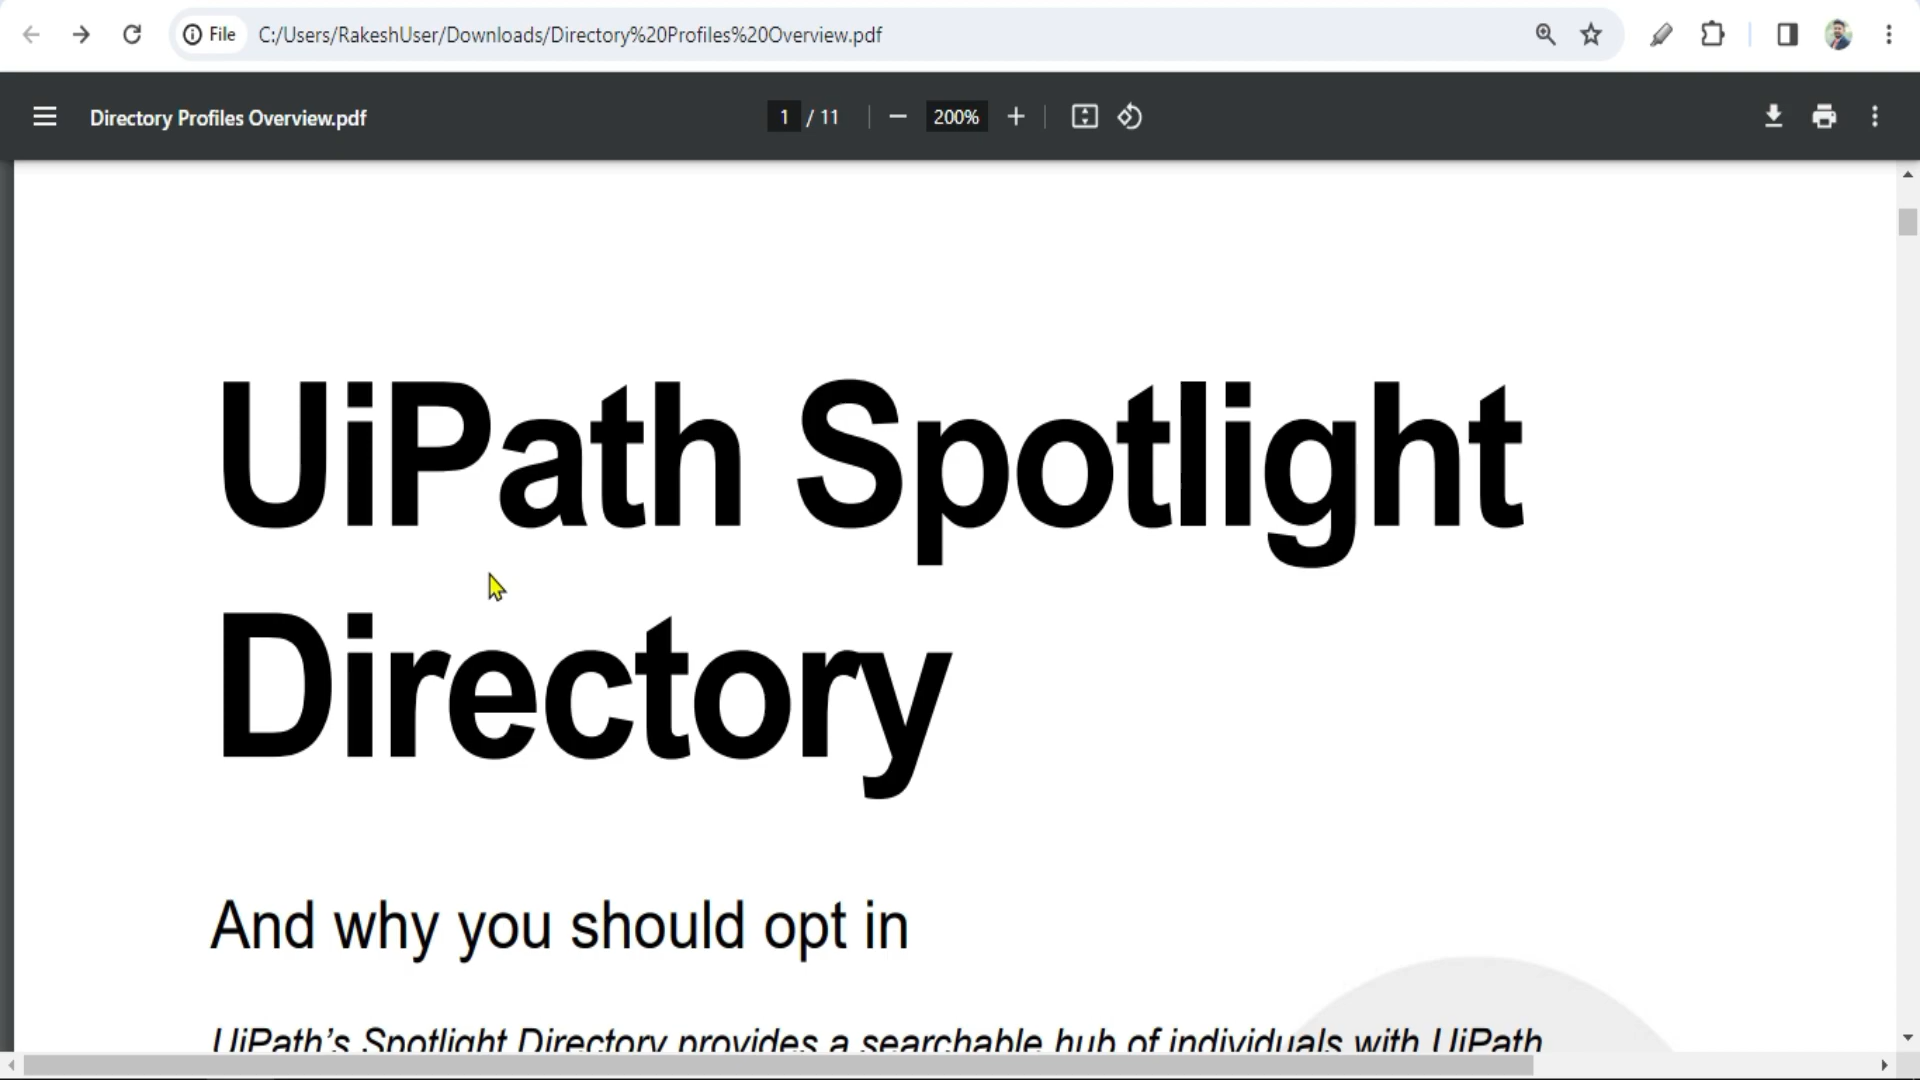 File
C:/Users/RakeshUser/Downloads/Directory%20Profiles%20Overview.pdf
Directory Profiles Overview.pdf
1 / 11
200%
UiPath Spotlight
Directory
And why you should opt in
UiPath’s Spotlight Directory provides a searchable hub of individuals with UiPath